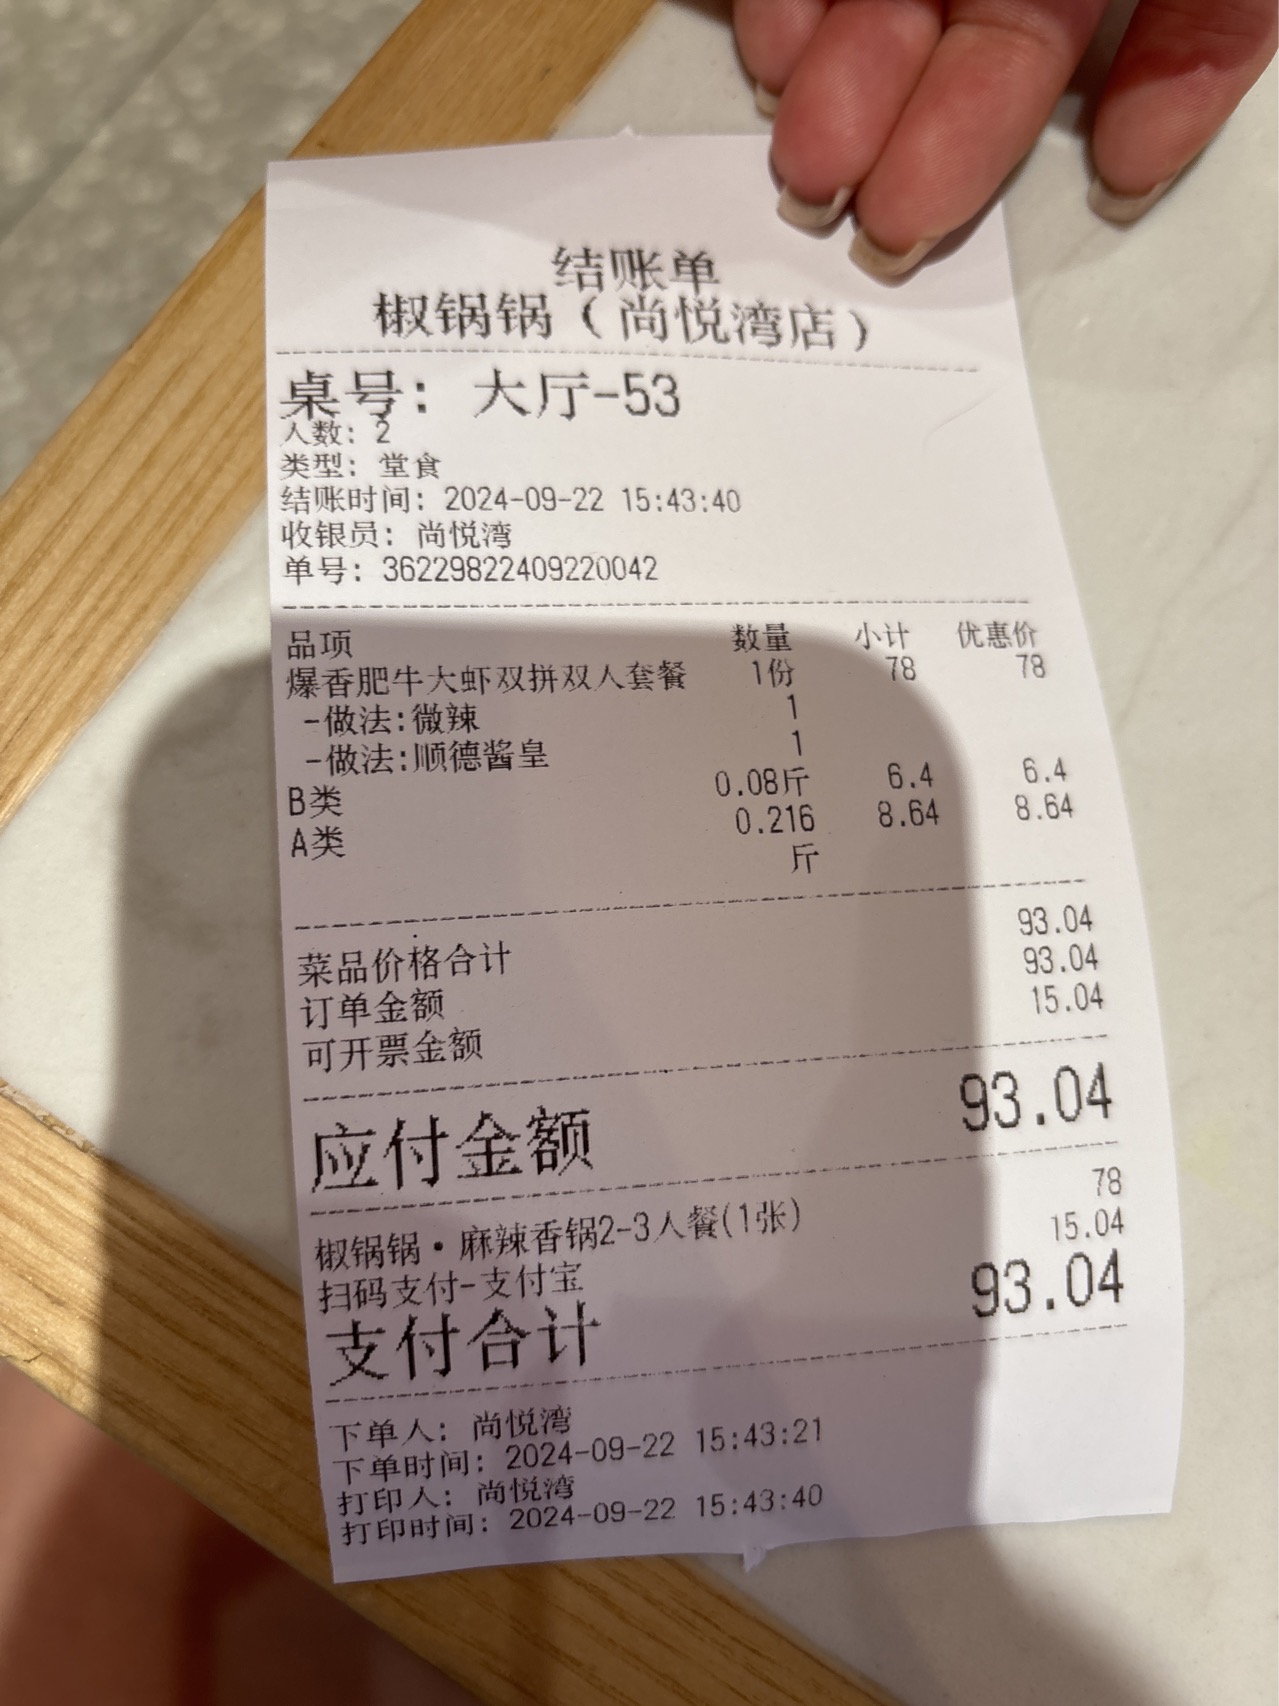 结账单
椒锅锅（尚悦湾店）
桌号： 大厅-53
人数： 2
类型： 堂食
结账时间： 2024-09-22 15:43:40
收银员： 尚悦湾
单号： 36229822409220042
品项 数量 小计 优惠价
爆香肥牛大虾双拼双人套餐 1份 78 78
-做法:微辣 1
-做法:顺德酱皇 1
B类 0.08斤 6.4 6.4
A类 0.216 8.64 8.64
斤
菜品价格合计 93.04
订单金额 93.04
可开票金额 15.04
应付金额 93.04
椒锅锅·麻辣香锅2-3人餐(1张) 78
扫码支付-支付宝 15.04
支付合计 93.04
下单人： 尚悦湾
下单时间： 2024-09-22 15:43:21
打印人： 尚悦湾
打印时间： 2024-09-22 15:43:40